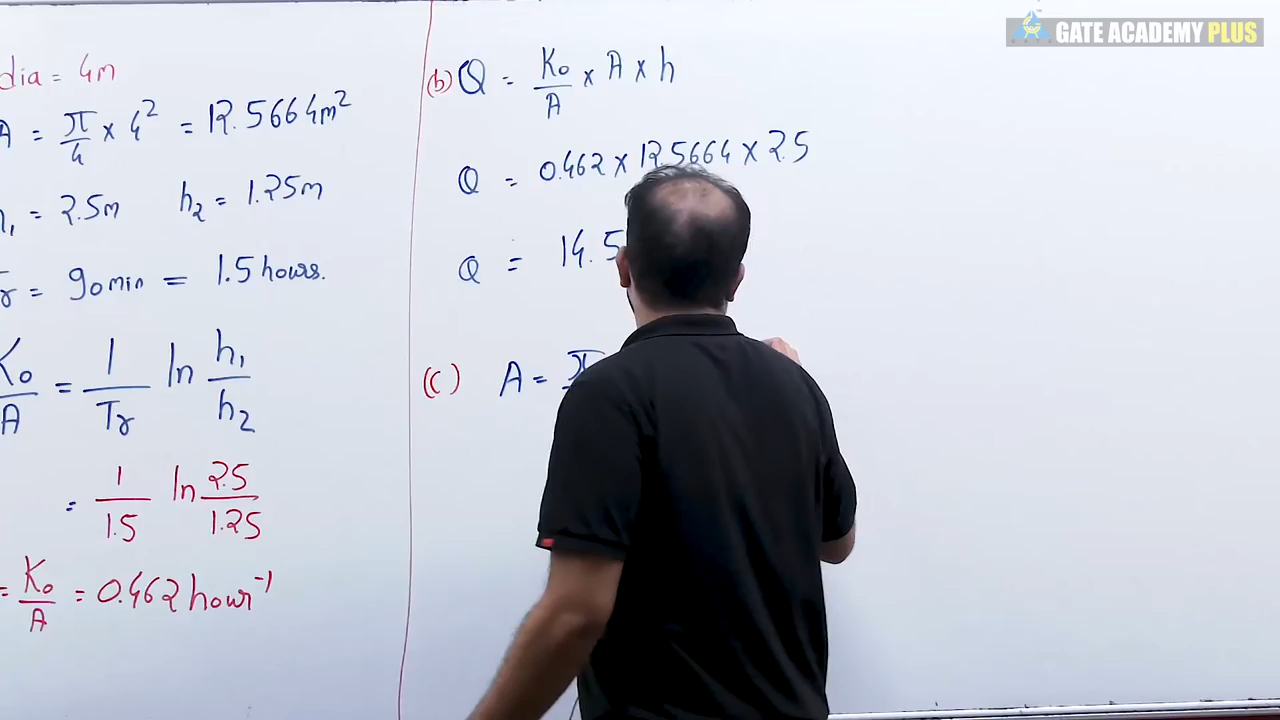 GATE ACADEMY PLUS
dia = 4m
A = π/4 × 4² = 12.5664m²
h₁ = 2.5m h₂ = 1.25m
Tr = 90min = 1.5 hours.
K₀/A = 1/Tr ln h₁/h₂
= 1/1.5 ln 2.5/1.25
= K₀/A = 0.462 hour⁻¹
(b) Q = K₀/A × A × h
Q = 0.462 × 12.5664 × 2.5
Q = 14.5
(c) A = π